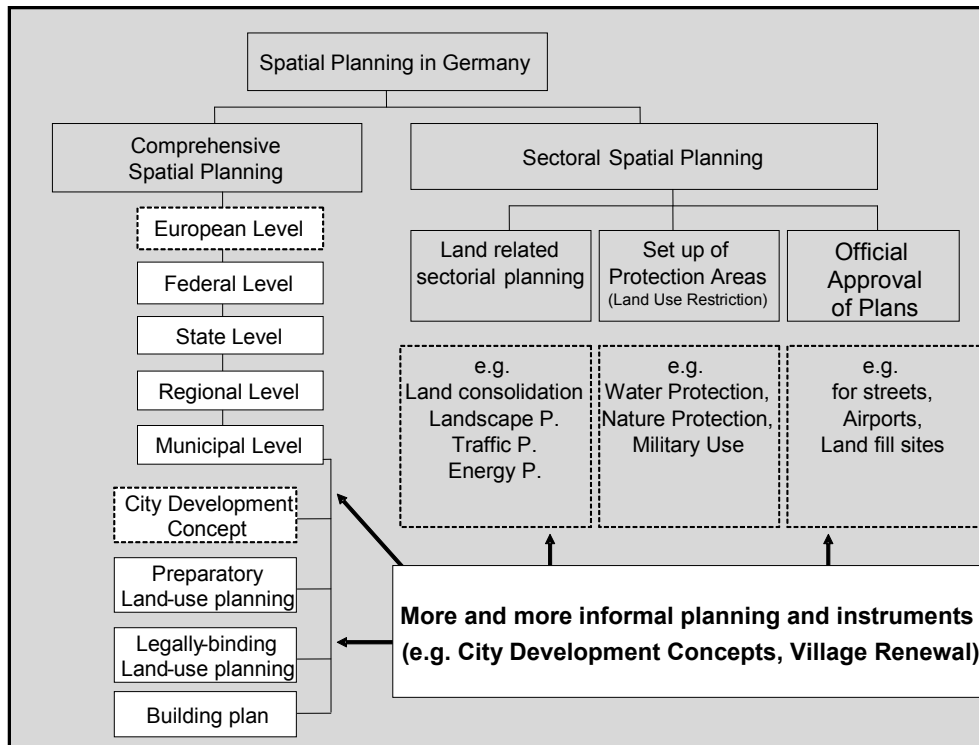 Spatial Planning in Germany
Comprehensive
Spatial Planning
Sectoral Spatial Planning
European Level
Federal Level
State Level
Regional Level
Municipal Level
City Development
Concept
Preparatory
Land-use planning
Legally-binding
Land-use planning
Building plan
Land related
sectorial planning
Set up of
Protection Areas
(Land Use Restriction)
Official
Approval
of Plans
e.g.
Land consolidation
Landscape P.
Traffic P.
Energy P.
e.g.
Water Protection,
Nature Protection,
Military Use
e.g.
for streets,
Airports,
Land fill sites
More and more informal planning and instruments
(e.g. City Development Concepts, Village Renewal)